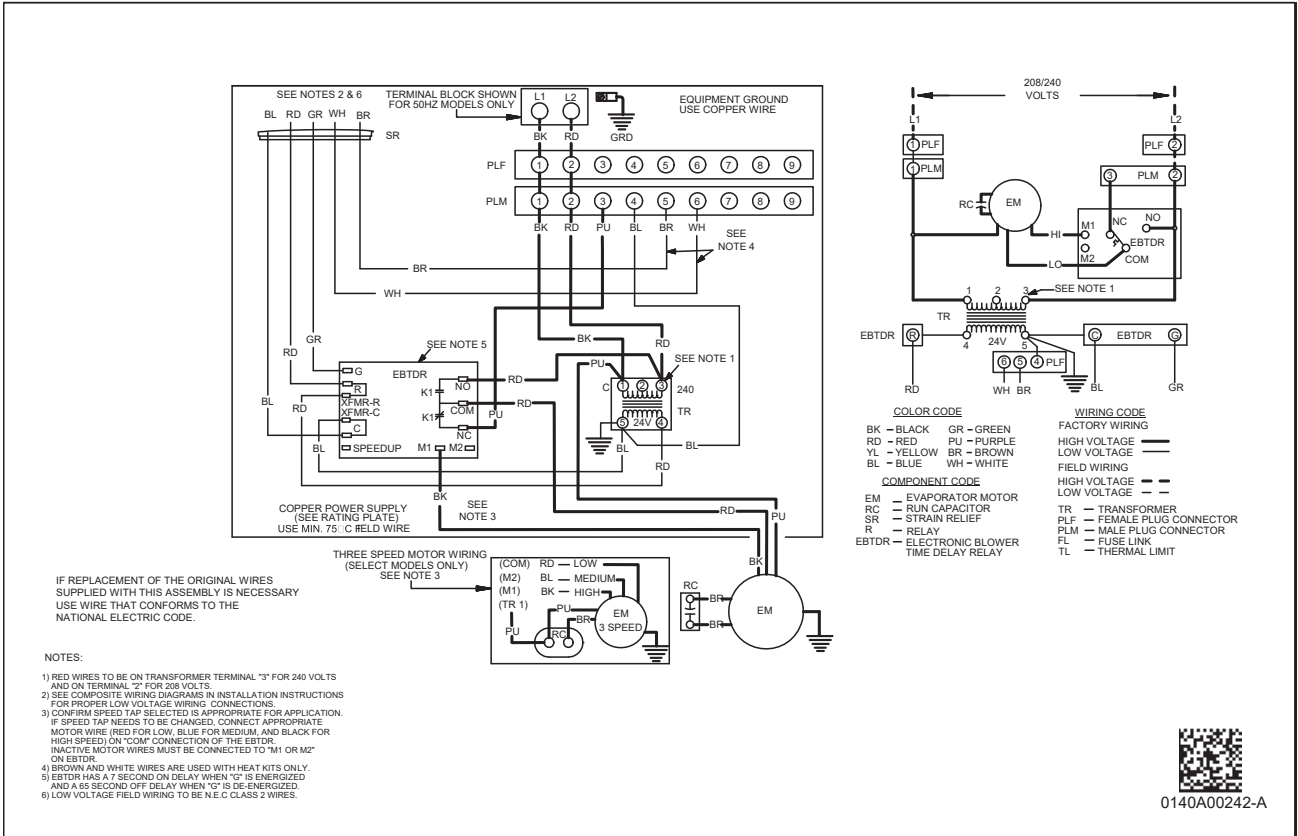 SEE NOTES 2 & 6
BL RD GR WH BR
SR
TERMINAL BLOCK SHOWN
FOR 50HZ MODELS ONLY
L1 L2
BK RD
GRD
EQUIPMENT GROUND
USE COPPER WIRE
PLF 1 2 3 4 5 6 7 8 9
PLM 1 2 3 4 5 6 7 8 9
BK RD PU BL BR WH
SEE
NOTE 4
BR
WH
GR
RD
BL
RD
BL
SEE NOTE 5
EBTDR
G
R
XFMR-R
XFMR-C
C
SPEEDUP
M1 M2
K1
K1
NO
COM
NC
RD
RD
PU
BK
PU
RD
SEE NOTE 1
C 1 2 3 240
TR
5 24V 4
BL
BL
RD
BK
SEE
NOTE 3
RD
PU
COPPER POWER SUPPLY
(SEE RATING PLATE)
USE MIN. 75□C FIELD WIRE
BK
RC
BR
BR
EM
THREE SPEED MOTOR WIRING
(SELECT MODELS ONLY)
SEE NOTE 3
(COM) RD LOW
(M2) BL MEDIUM
(M1) BK HIGH
(TR 1)
PU
PU
BR
RC
EM
3 SPEED
IF REPLACEMENT OF THE ORIGINAL WIRES
SUPPLIED WITH THIS ASSEMBLY IS NECESSARY
USE WIRE THAT CONFORMS TO THE
NATIONAL ELECTRIC CODE.
NOTES:
1) RED WIRES TO BE ON TRANSFORMER TERMINAL "3" FOR 240 VOLTS
AND ON TERMINAL "2" FOR 208 VOLTS.
2) SEE COMPOSITE WIRING DIAGRAMS IN INSTALLATION INSTRUCTIONS
FOR PROPER LOW VOLTAGE WIRING CONNECTIONS.
3) CONFIRM SPEED TAP SELECTED IS APPROPRIATE FOR APPLICATION.
IF SPEED TAP NEEDS TO BE CHANGED, CONNECT APPROPRIATE
MOTOR WIRE (RED FOR LOW, BLUE FOR MEDIUM, AND BLACK FOR
HIGH SPEED) ON "COM" CONNECTION OF THE EBTDR.
INACTIVE MOTOR WIRES MUST BE CONNECTED TO "M1 OR M2"
ON EBTDR.
4) BROWN AND WHITE WIRES ARE USED WITH HEAT KITS ONLY.
5) EBTDR HAS A 7 SECOND ON DELAY WHEN "G" IS ENERGIZED
AND A 65 SECOND OFF DELAY WHEN "G" IS DE-ENERGIZED.
6) LOW VOLTAGE FIELD WIRING TO BE N.E.C CLASS 2 WIRES.
208/240
VOLTS
L1
L2
1 PLF
PLF 2
1 PLM
3 PLM 2
RC
EM
HI
LO
M1
M2
NC
NO
EBTDR
COM
1 2 3
SEE NOTE 1
TR
4 24V 5
EBTDR R
C EBTDR G
6 5 4 PLF
RD
WH BR
BL
GR
COLOR CODE
BK – BLACK GR – GREEN
RD – RED PU – PURPLE
YL – YELLOW BR – BROWN
BL – BLUE WH – WHITE
COMPONENT CODE
EM – EVAPORATOR MOTOR
RC – RUN CAPACITOR
SR – STRAIN RELIEF
R – RELAY
EBTDR – ELECTRONIC BLOWER
TIME DELAY RELAY
WIRING CODE
FACTORY WIRING
HIGH VOLTAGE
LOW VOLTAGE
FIELD WIRING
HIGH VOLTAGE
LOW VOLTAGE
TR – TRANSFORMER
PLF – FEMALE PLUG CONNECTOR
PLM – MALE PLUG CONNECTOR
FL – FUSE LINK
TL – THERMAL LIMIT
0140A00242-A